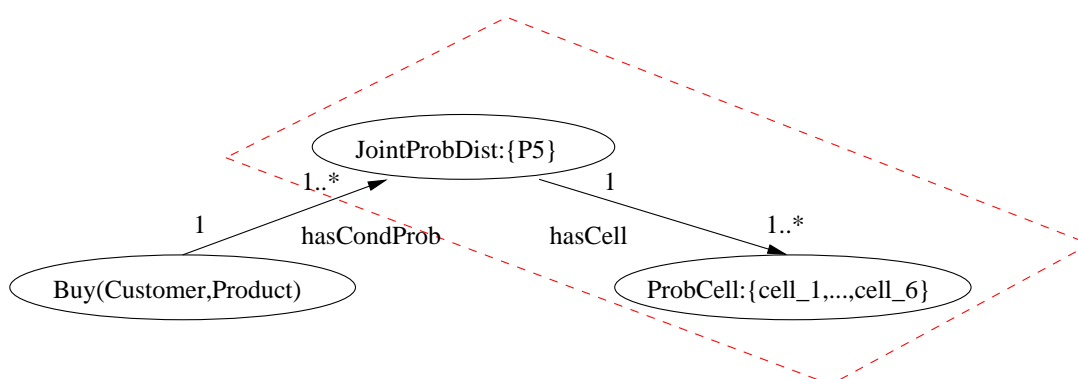 JointProbDist:{P5}
1..*
1
1
hasCondProb
hasCell
1..*
Buy(Customer,Product)
ProbCell:{cell_1,...,cell_6}